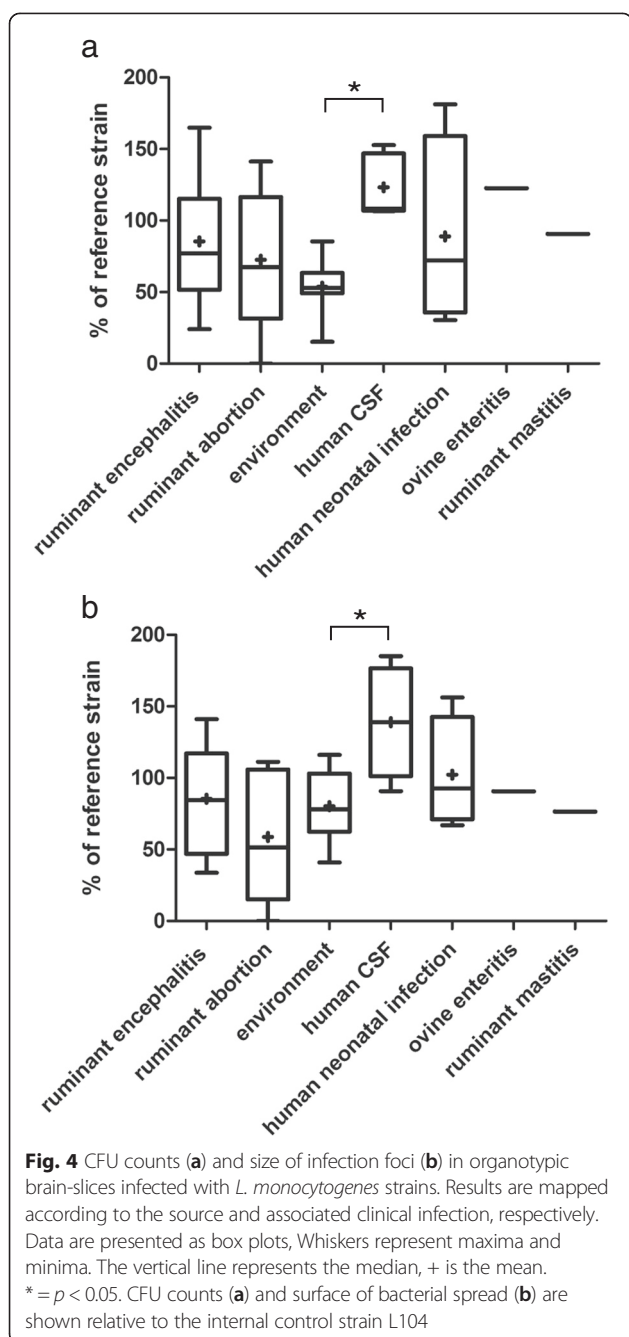 a
*
200
150
100
50
0
% of reference strain
ruminant encephalitis
ruminant abortion
environment
human CSF
human neonatal infection
ovine enteritis
ruminant mastitis
b
*
200
150
100
50
0
% of reference strain
ruminant encephalitis
ruminant abortion
environment
human CSF
human neonatal infection
ovine enteritis
ruminant mastitis
Fig. 4 CFU counts (a) and size of infection foci (b) in organotypic
brain-slices infected with L. monocytogenes strains. Results are mapped
according to the source and associated clinical infection, respectively.
Data are presented as box plots, Whiskers represent maxima and
minima. The vertical line represents the median, + is the mean.
* = p < 0.05. CFU counts (a) and surface of bacterial spread (b) are
shown relative to the internal control strain L104